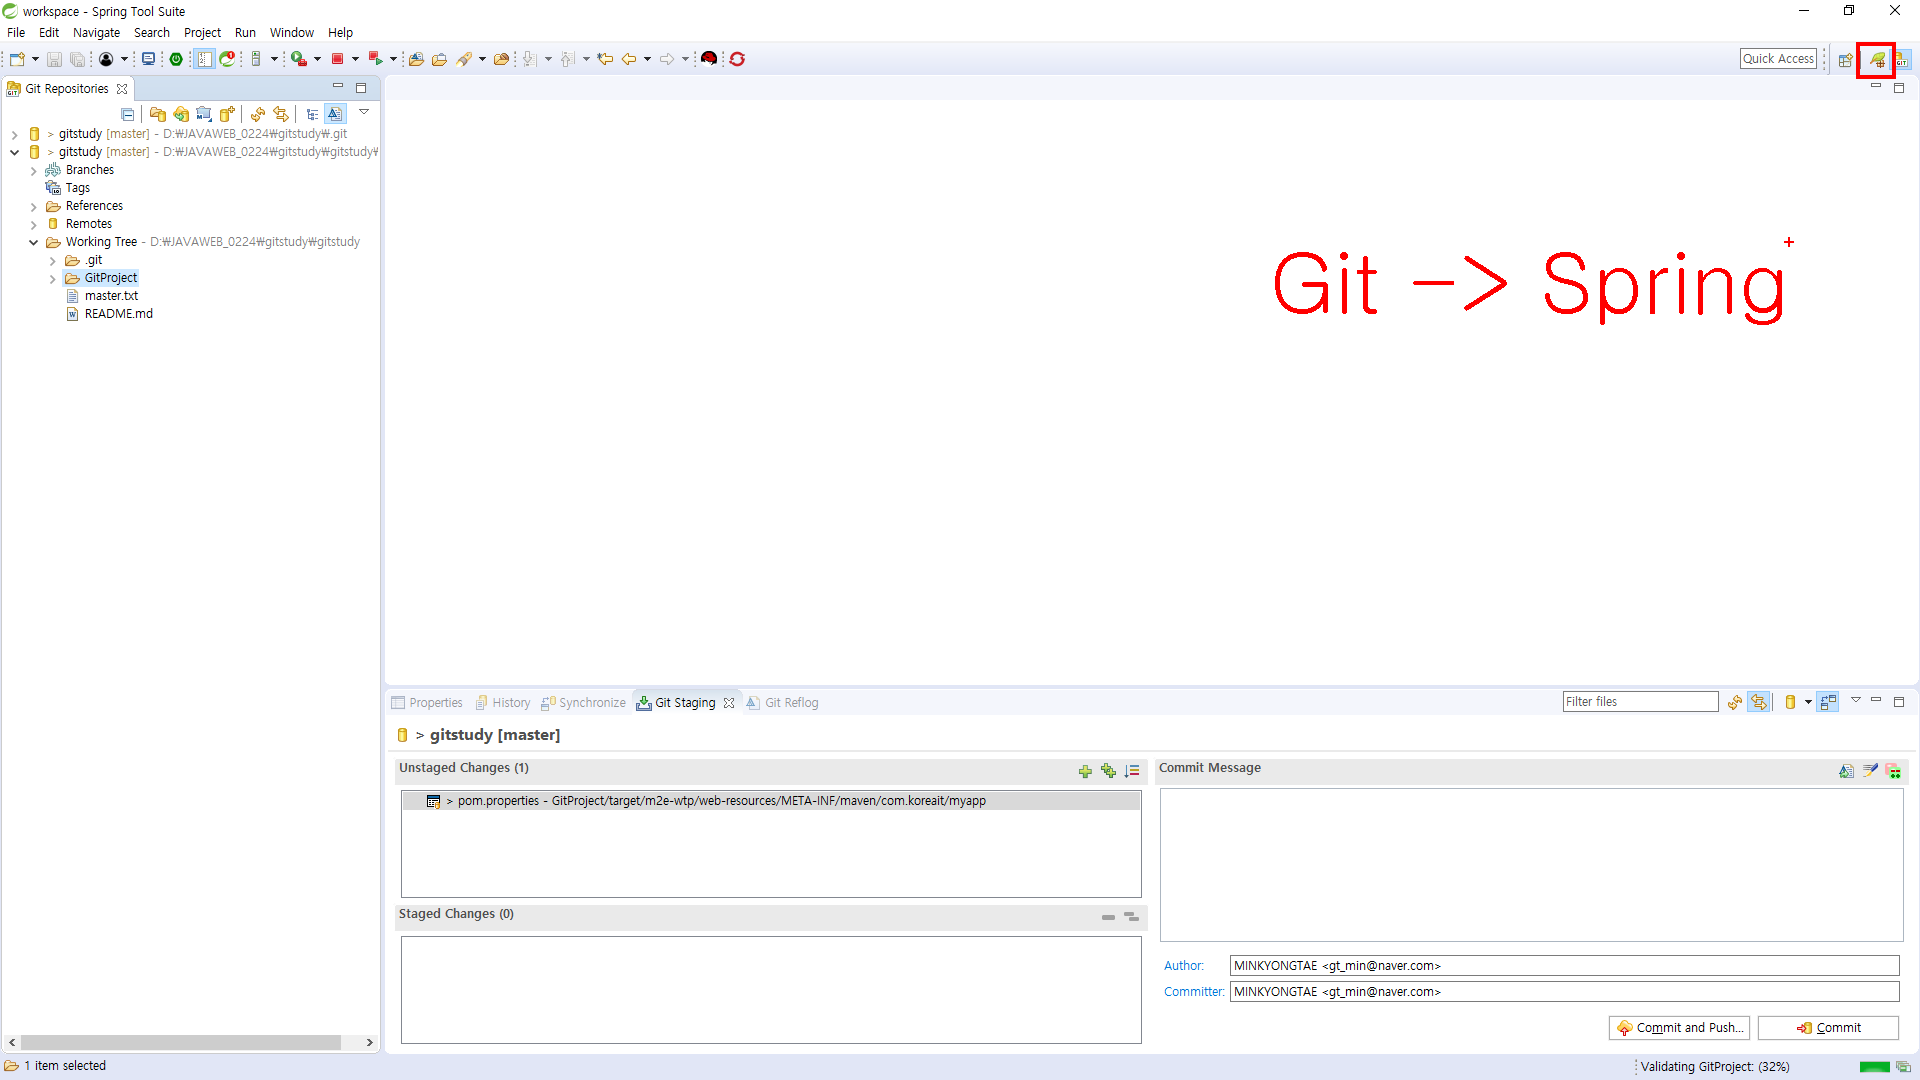 workspace - Spring Tool Suite
File Edit Navigate Search Project Run Window Help
Quick Access
Git Repositories
> gitstudy [master] - D:₩JAVAWEB_0224₩gitstudy₩.git
> gitstudy [master] - D:₩JAVAWEB_0224₩gitstudy₩gitstudy₩
Branches
Tags
References
Remotes
Working Tree - D:₩JAVAWEB_0224₩gitstudy₩gitstudy
.git
GitProject
master.txt
README.md
Git -> Spring
Properties History Synchronize Git Staging Git Reflog
Filter files
> gitstudy [master]
Unstaged Changes (1)
> pom.properties - GitProject/target/m2e-wtp/web-resources/META-INF/maven/com.koreait/myapp
Staged Changes (0)
Commit Message
Author: MINKYONGTAE <gt_min@naver.com>
Committer: MINKYONGTAE <gt_min@naver.com>
Commit and Push... Commit
1 item selected
Validating GitProject: (32%)